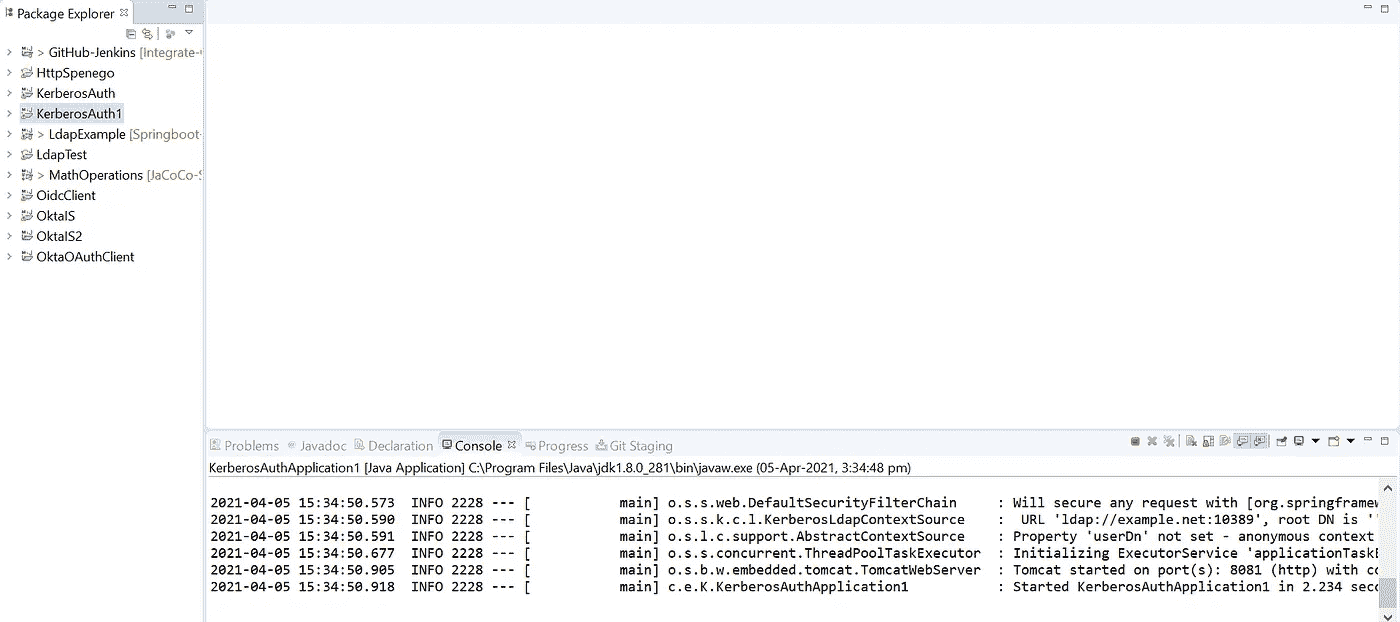 Package Explorer
> GitHub-Jenkins [Integrate-
HttpSpenego
KerberosAuth
KerberosAuth1
> LdapExample [Springboot-
LdapTest
> MathOperations [JaCoCo-S
OidcClient
OktaIS
OktaIS2
OktaOAuthClient
Problems Javadoc Declaration Console Progress Git Staging
KerberosAuthApplication1 [Java Application] C:\Program Files\Java\jdk1.8.0_281\bin\javaw.exe (05-Apr-2021, 3:34:48 pm)
2021-04-05 15:34:50.573  INFO 2228 --- [           main] o.s.s.web.DefaultSecurityFilterChain     : Will secure any request with [org.springframew
2021-04-05 15:34:50.590  INFO 2228 --- [           main] o.s.s.k.c.l.KerberosLdapContextSource    :  URL 'ldap://example.net:10389', root DN is ''
2021-04-05 15:34:50.591  INFO 2228 --- [           main] o.s.l.c.support.AbstractContextSource    : Property 'userDn' not set - anonymous context
2021-04-05 15:34:50.677  INFO 2228 --- [           main] o.s.s.concurrent.ThreadPoolTaskExecutor  : Initializing ExecutorService 'applicationTaskE
2021-04-05 15:34:50.905  INFO 2228 --- [           main] o.s.b.w.embedded.tomcat.TomcatWebServer  : Tomcat started on port(s): 8081 (http) with co
2021-04-05 15:34:50.918  INFO 2228 --- [           main] c.e.K.KerberosAuthApplication1           : Started KerberosAuthApplication1 in 2.234 seco